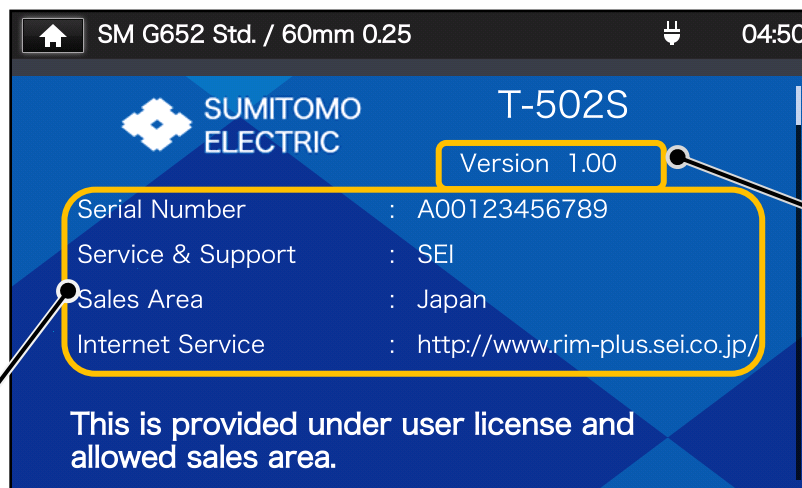 SM G652 Std. / 60mm 0.25
04:50
SUMITOMO
ELECTRIC
T-502S
Version 1.00
Serial Number : A00123456789
Service & Support : SEI
Sales Area : Japan
Internet Service : http://www.rim-plus.sei.co.jp/
This is provided under user license and
allowed sales area.